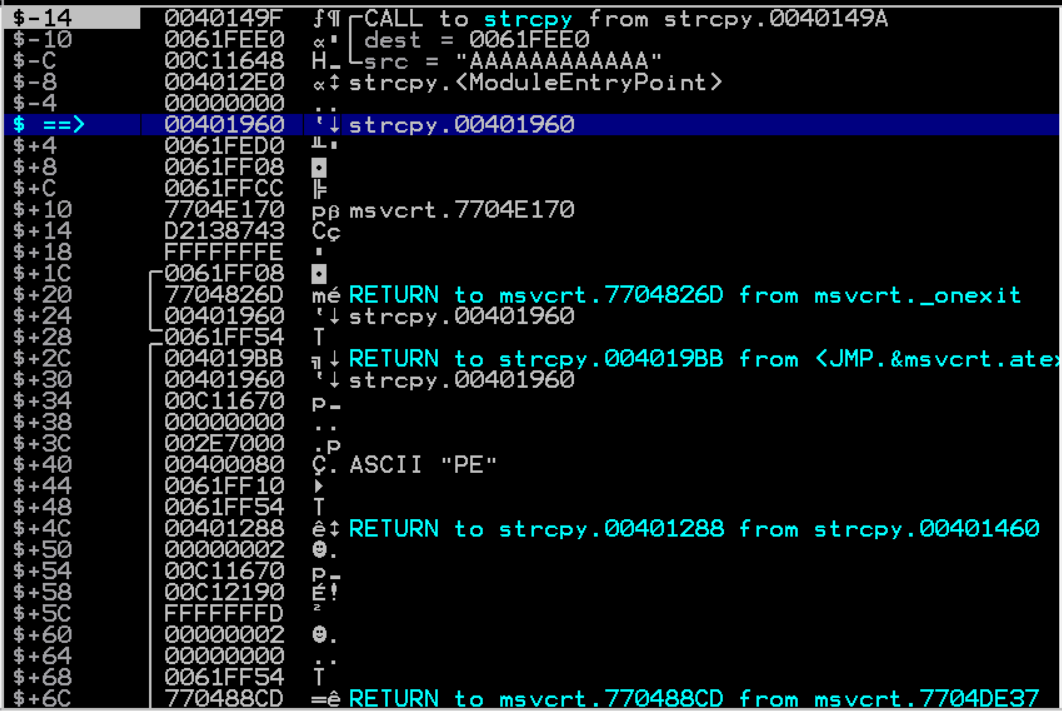 $-14 0040149F ƒ¶ ┌CALL to strcpy from strcpy.0040149A
$-10 0061FEE0 α▪ │ dest = 0061FEE0
$-C 00C11648 H_ └src = "AAAAAAAAAAAA"
$-8 004012E0 α↕ strcpy.<ModuleEntryPoint>
$-4 00000000 ..
$ ==> 00401960 '↓ strcpy.00401960
$+4 0061FED0 ╨▪
$+8 0061FF08 ◘
$+C 0061FFCC ╠
$+10 7704E170 pβ msvcrt.7704E170
$+14 D2138743 Cç
$+18 FFFFFFFE ▪
$+1C ┌0061FF08 ◘
$+20 7704826D mé RETURN to msvcrt.7704826D from msvcrt._onexit
$+24 00401960 '↓ strcpy.00401960
$+28 └0061FF54 T
$+2C 004019BB ╗↓ RETURN to strcpy.004019BB from <JMP.&msvcrt.ate
$+30 00401960 '↓ strcpy.00401960
$+34 00C11670 p_
$+38 00000000 ..
$+3C 002E7000 .p
$+40 00400080 Ç. ASCII "PE"
$+44 0061FF10 ►
$+48 0061FF54 T
$+4C 00401288 ê↕ RETURN to strcpy.00401288 from strcpy.00401460
$+50 00000002 ☻.
$+54 00C11670 p_
$+58 00C12190 É!
$+5C FFFFFFFD ²
$+60 00000002 ☻.
$+64 00000000 ..
$+68 0061FF54 T
$+6C 770488CD =ê RETURN to msvcrt.770488CD from msvcrt.7704DE37